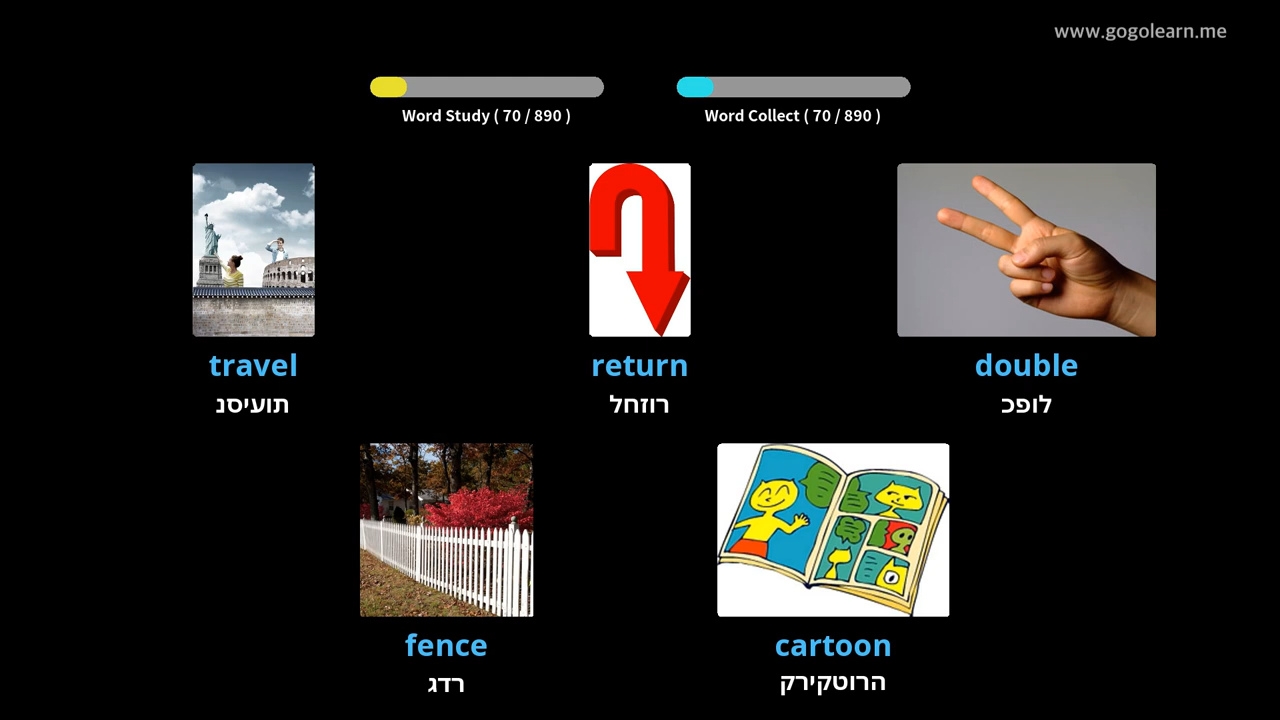 www.gogolearn.me
Word Study ( 70 / 890 )
Word Collect ( 70 / 890 )
travel
תועיסנ
return
רוזחל
double
לופכ
fence
רדג
cartoon
הרוטקירק